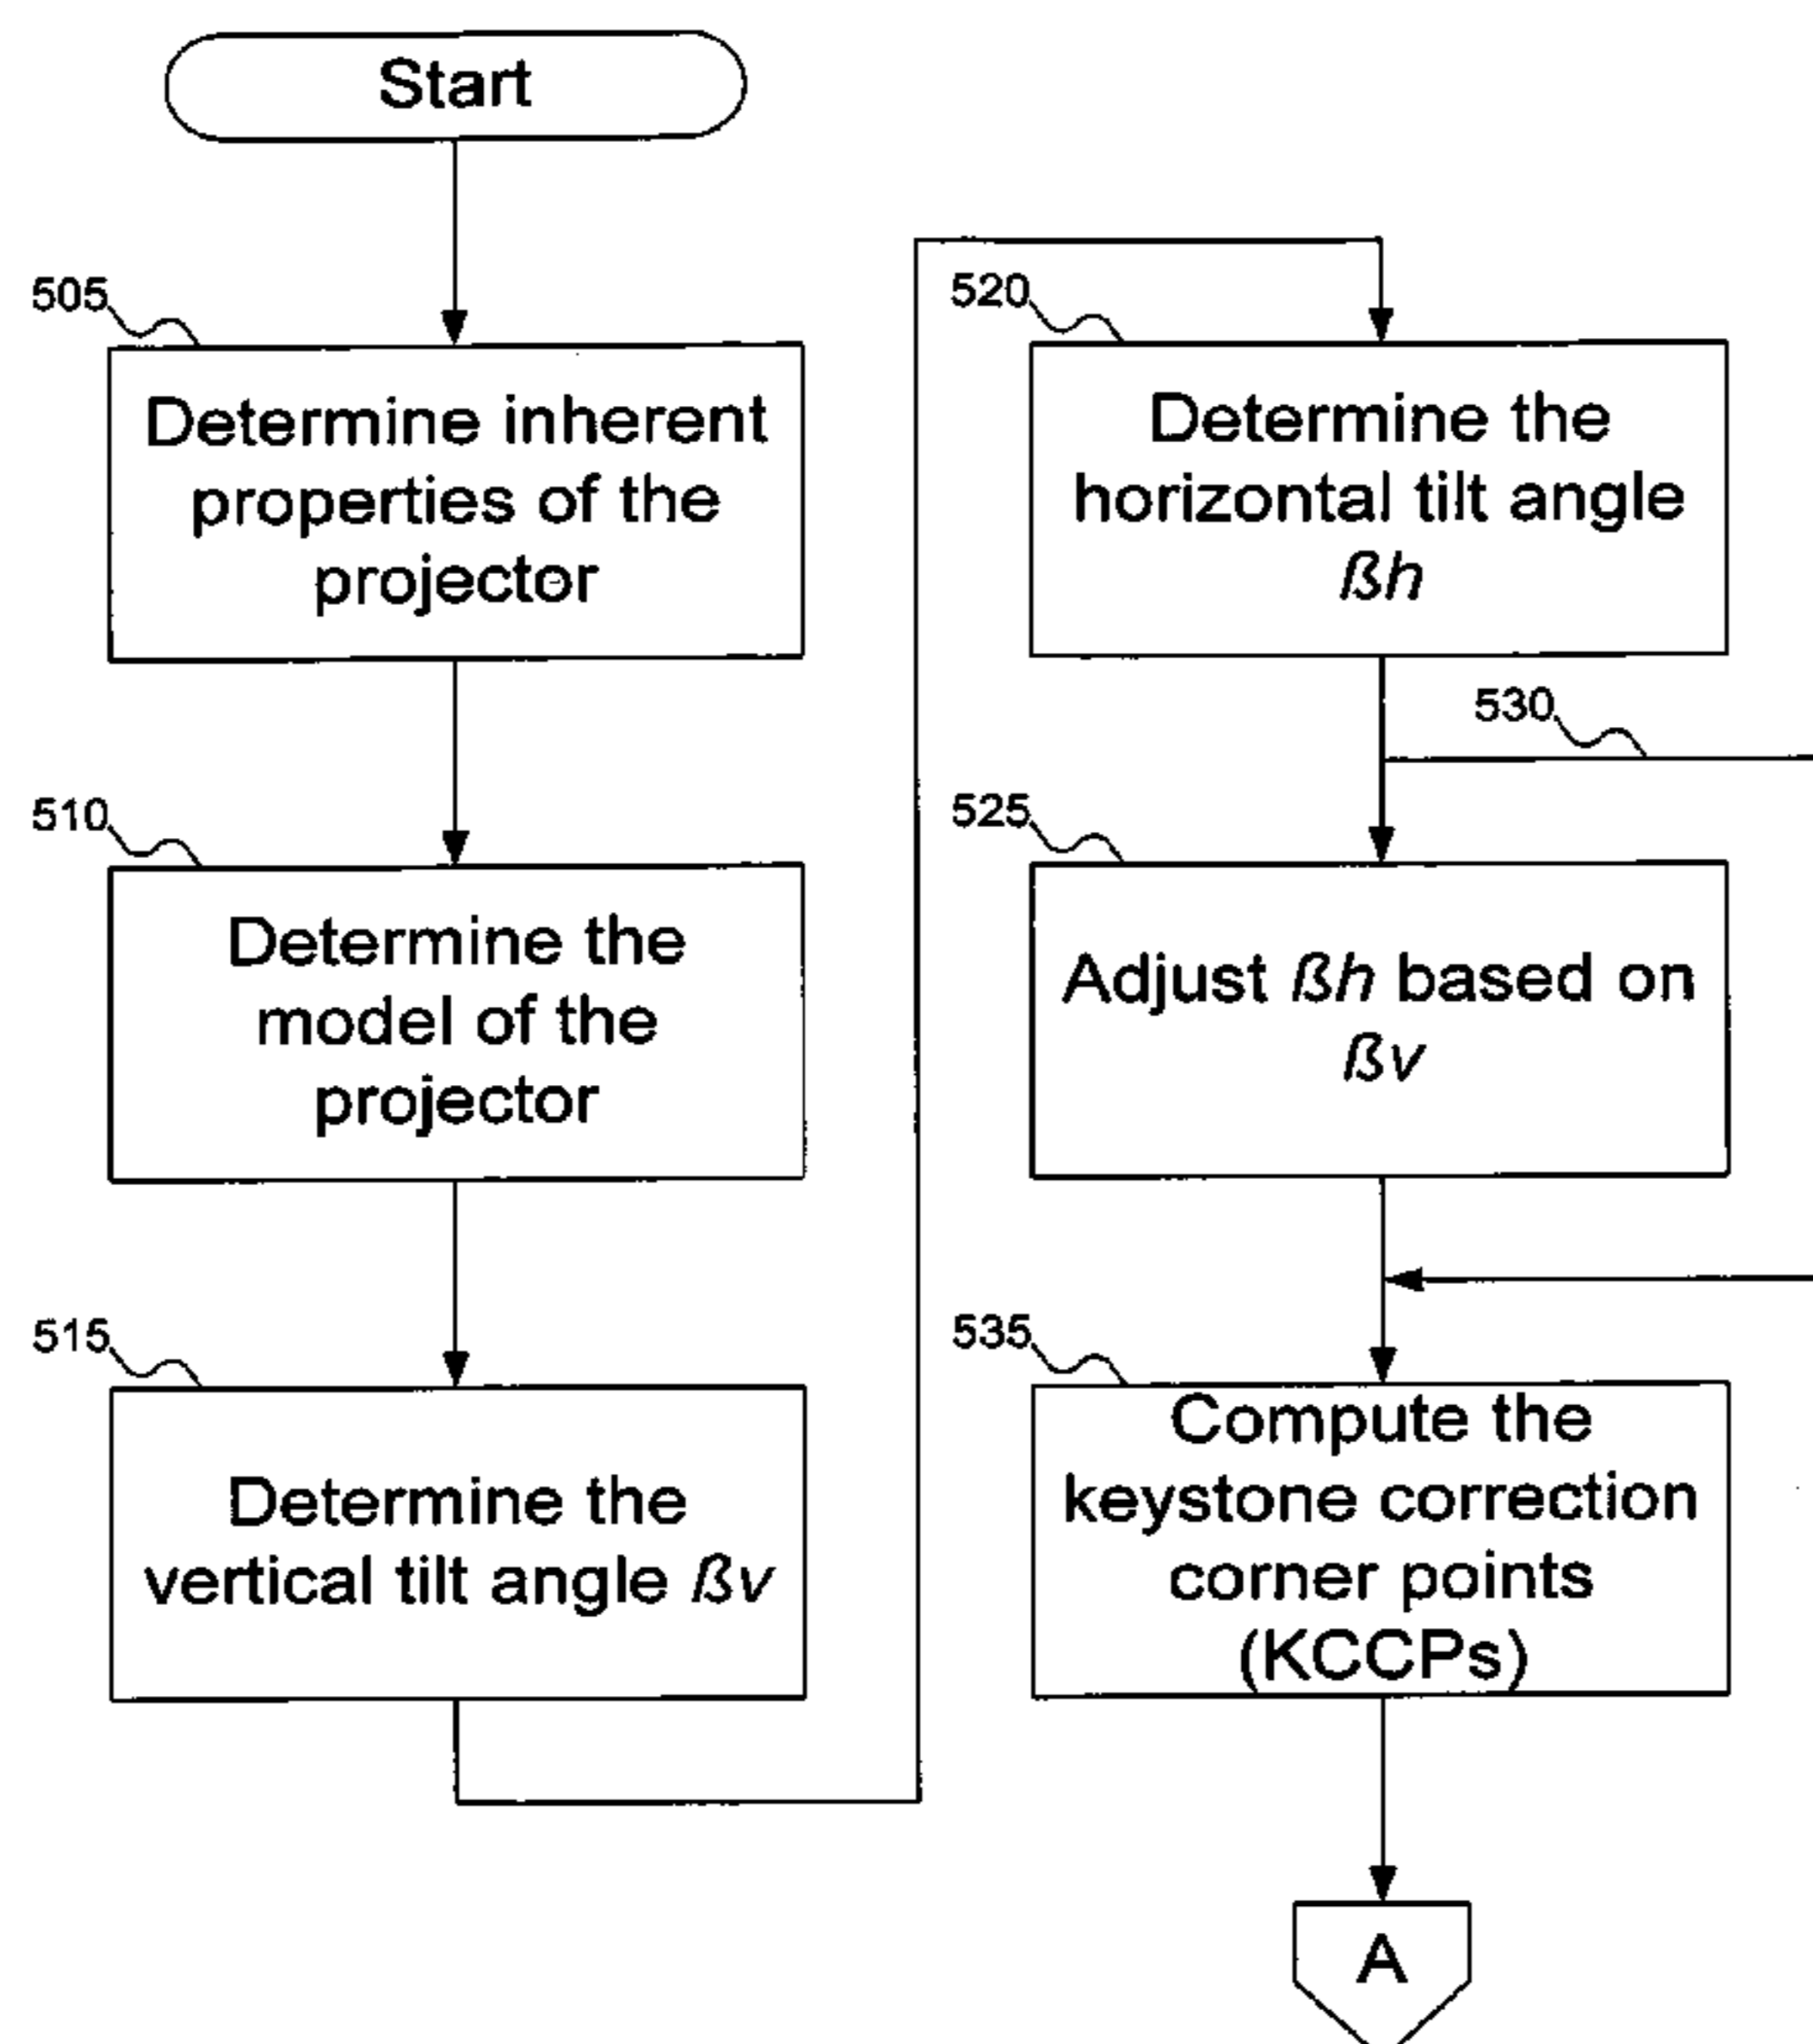 Start
505
Determine inherent
properties of the
projector
510
Determine the
model of the
projector
515
Determine the
vertical tilt angle ßv
520
Determine the
horizontal tilt angle
ßh
530
525
Adjust ßh based on
ßv
535
Compute the
keystone correction
corner points
(KCCPs)
A